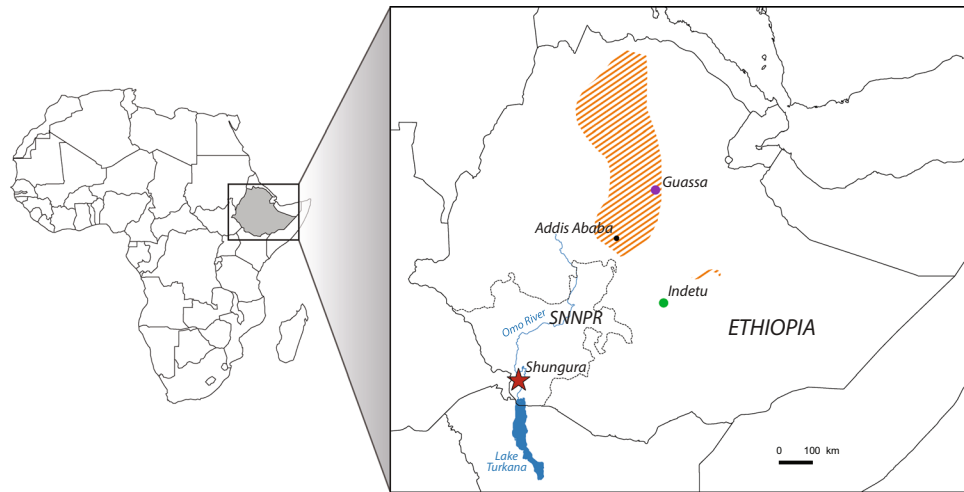 Guassa
Addis Ababa
Indetu
Omo River
SNNPR
ETHIOPIA
Shungura
Lake
Turkana
0 100 km